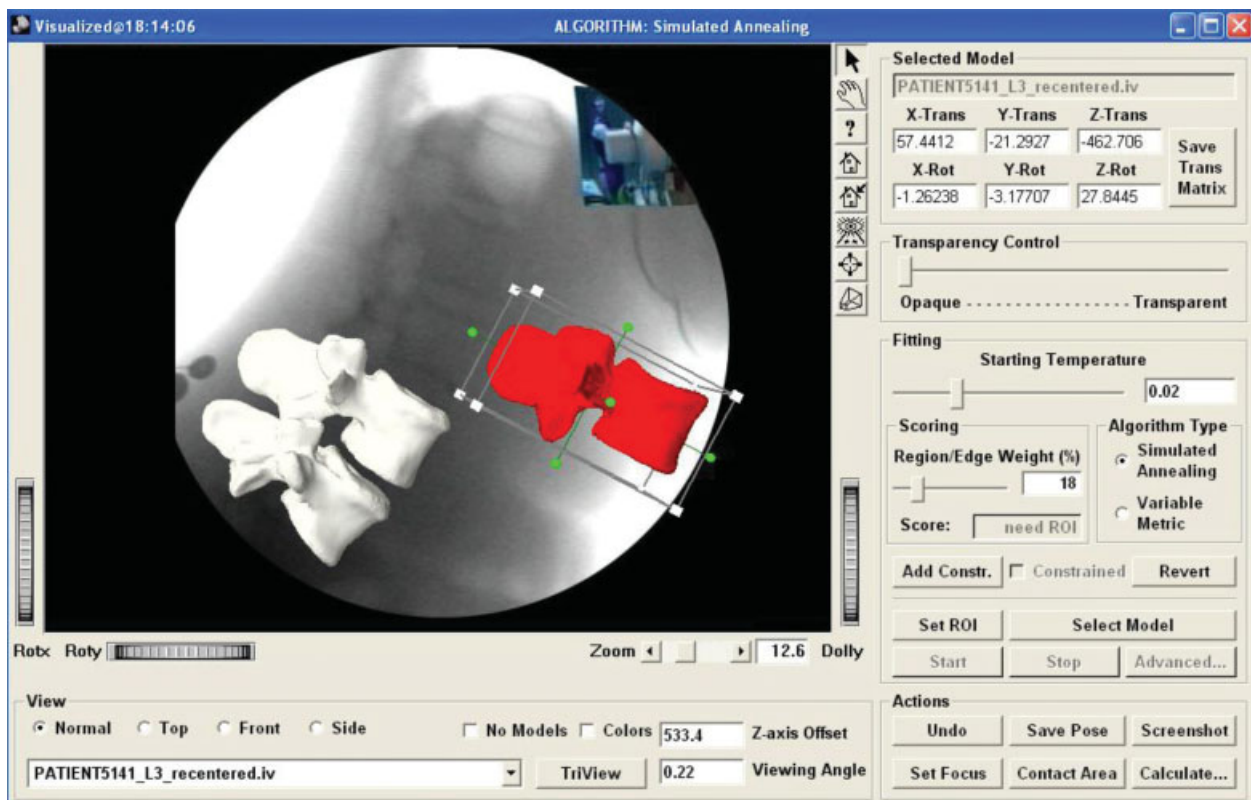 Visualized@18:14:06
ALGORITHM: Simulated Annealing
Selected Model
PATIENT5141_L3_recentered.iv
X-Trans Y-Trans Z-Trans
57.4412 -21.2927 -462.706
Save
Trans
Matrix
X-Rot Y-Rot Z-Rot
-1.26238 -3.17707 27.8445
?
Transparency Control
Opaque - - - - - - - - - - - - - - - - - Transparent
Fitting
Starting Temperature
0.02
Scoring
Region/Edge Weight (%)
18
Score: need ROI
Algorithm Type
Simulated
Annealing
Variable
Metric
Add Constr. Constrained Revert
Set ROI Select Model
Start Stop Advanced...
Rotx Roty Zoom 12.6 Dolly
View
Normal Top Front Side No Models Colors 533.4 Z-axis Offset
PATIENT5141_L3_recentered.iv TriView 0.22 Viewing Angle
Actions
Undo Save Pose Screenshot
Set Focus Contact Area Calculate...